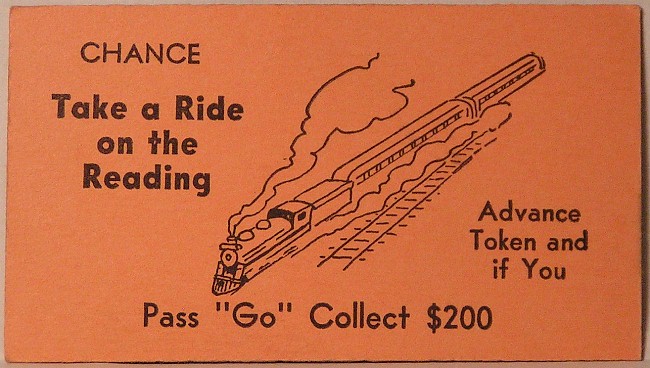 CHANCE
Take a Ride
on the
Reading
Advance
Token and
if You
Pass "Go" Collect $200